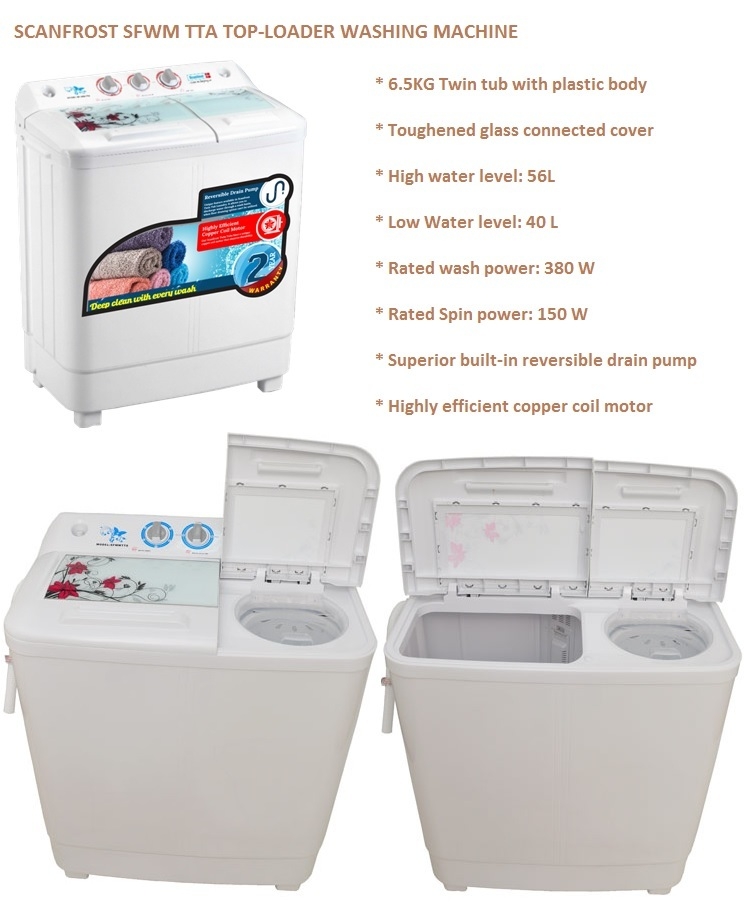 SCANFROST SFWM TTA TOP-LOADER WASHING MACHINE
* 6.5KG Twin tub with plastic body
* Toughened glass connected cover
* High water level: 56L
* Low Water level: 40 L
* Rated wash power: 380 W
* Rated Spin power: 150 W
* Superior built-in reversible drain pump
* Highly efficient copper coil motor
Reversible Drain Pump
Highly Efficient
Copper Coil Motor
2
YEAR
WARRANTY
Deep clean with every wash
MODEL:SFWMTTA